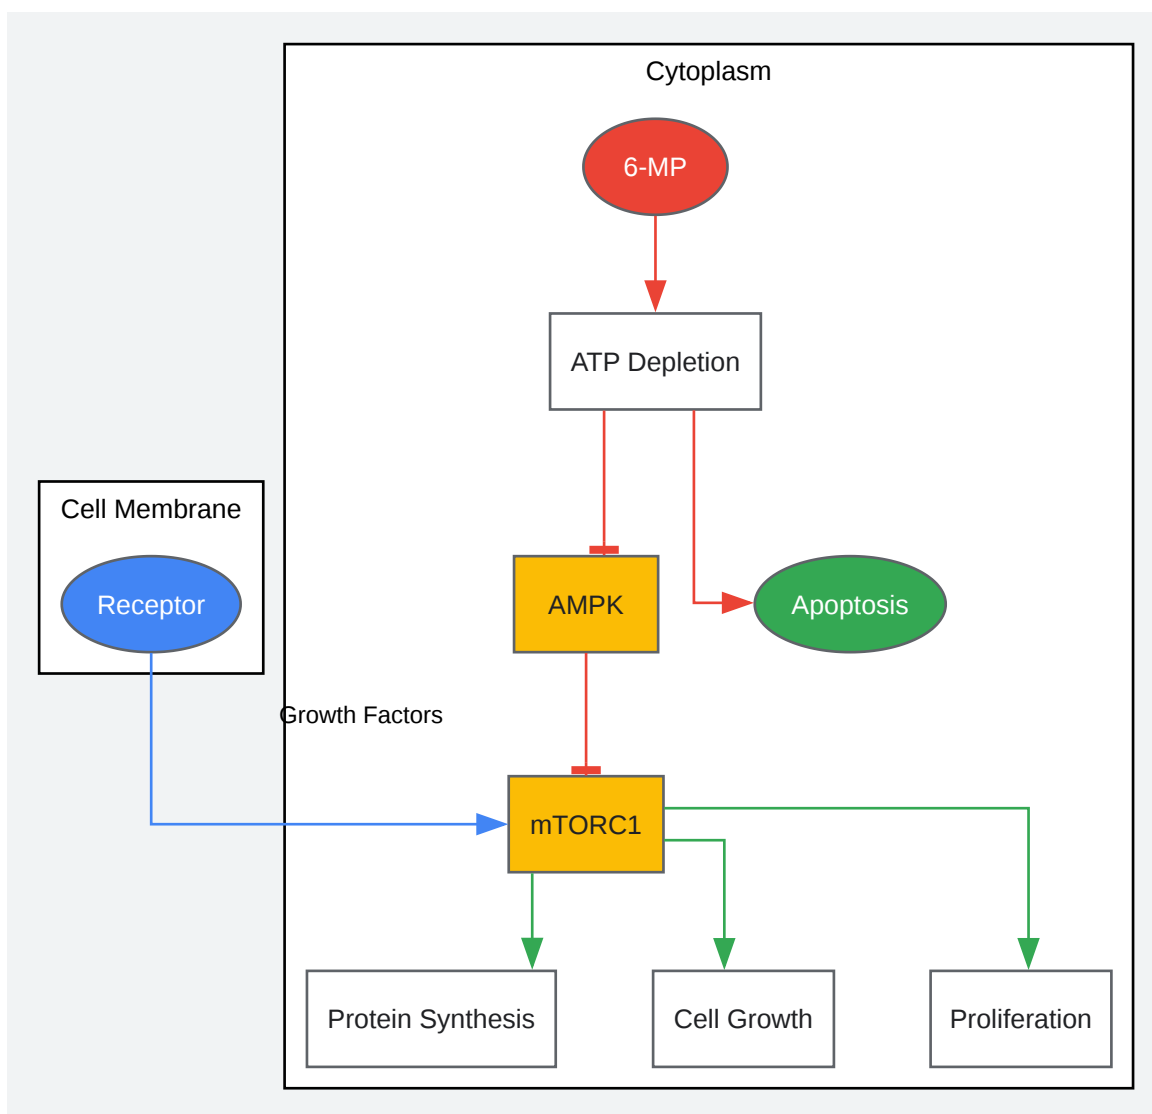 Cytoplasm
6-MP
ATP Depletion
Cell Membrane
Receptor
AMPK
Apoptosis
Growth Factors
mTORC1
Protein Synthesis
Cell Growth
Proliferation